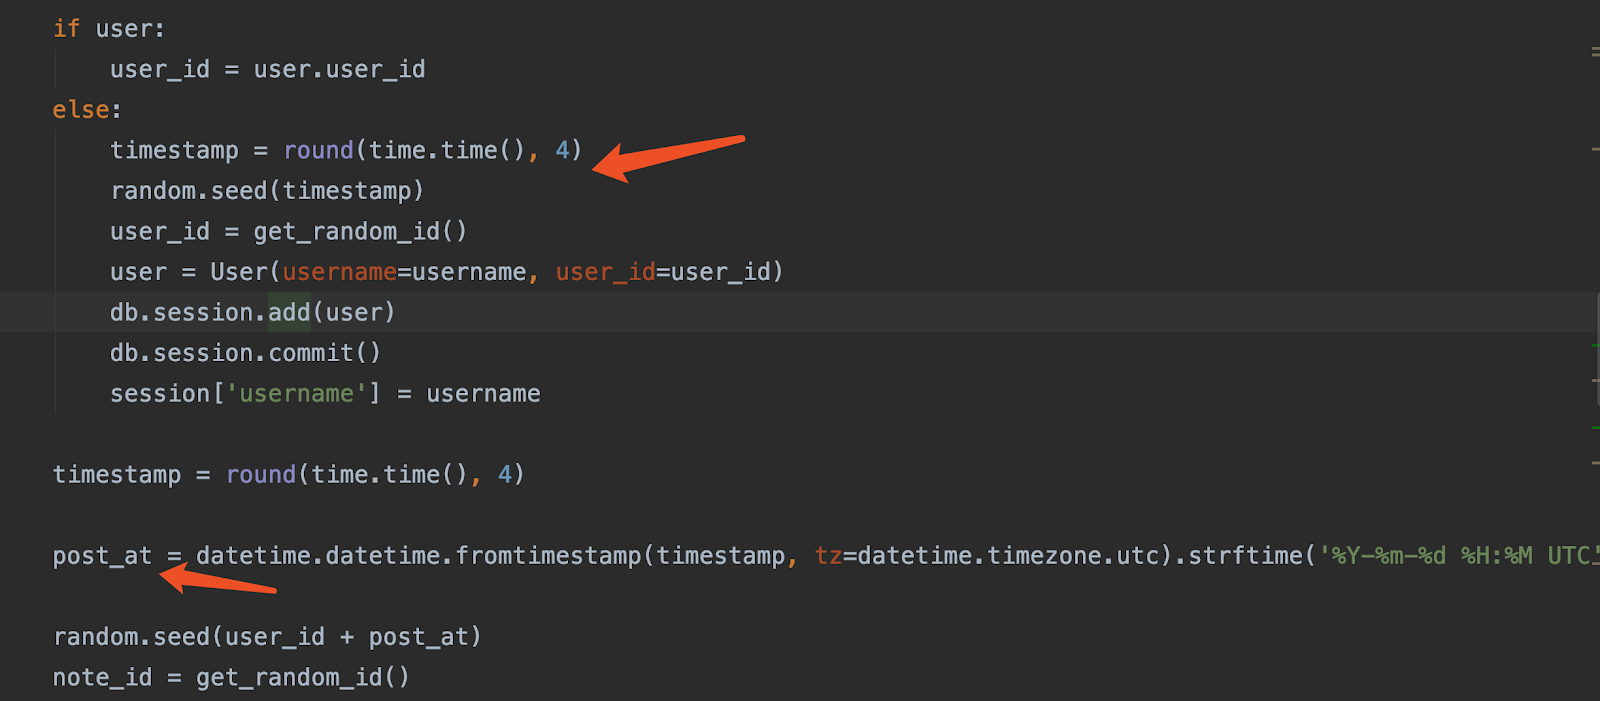 if user:
    user_id = user.user_id
else:
    timestamp = round(time.time(), 4)
    random.seed(timestamp)
    user_id = get_random_id()
    user = User(username=username, user_id=user_id)
    db.session.add(user)
    db.session.commit()
    session['username'] = username
timestamp = round(time.time(), 4)
post_at = datetime.datetime.fromtimestamp(timestamp, tz=datetime.timezone.utc).strftime('%Y-%m-%d %H:%M UTC'
random.seed(user_id + post_at)
note_id = get_random_id()